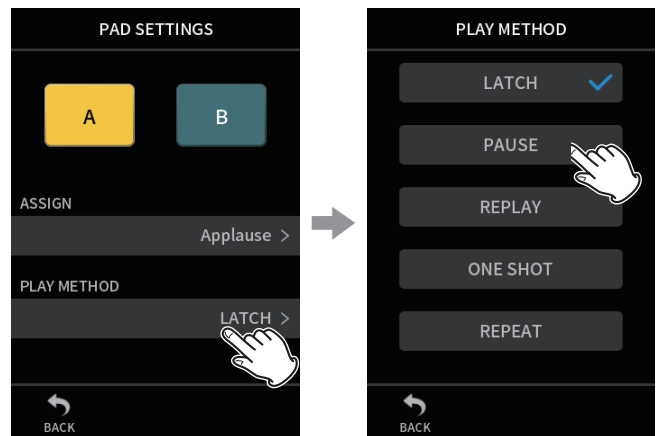 PAD SETTINGS
A
B
ASSIGN
Applause >
PLAY METHOD
LATCH >
BACK
PLAY METHOD
LATCH
PAUSE
REPLAY
ONE SHOT
REPEAT
BACK